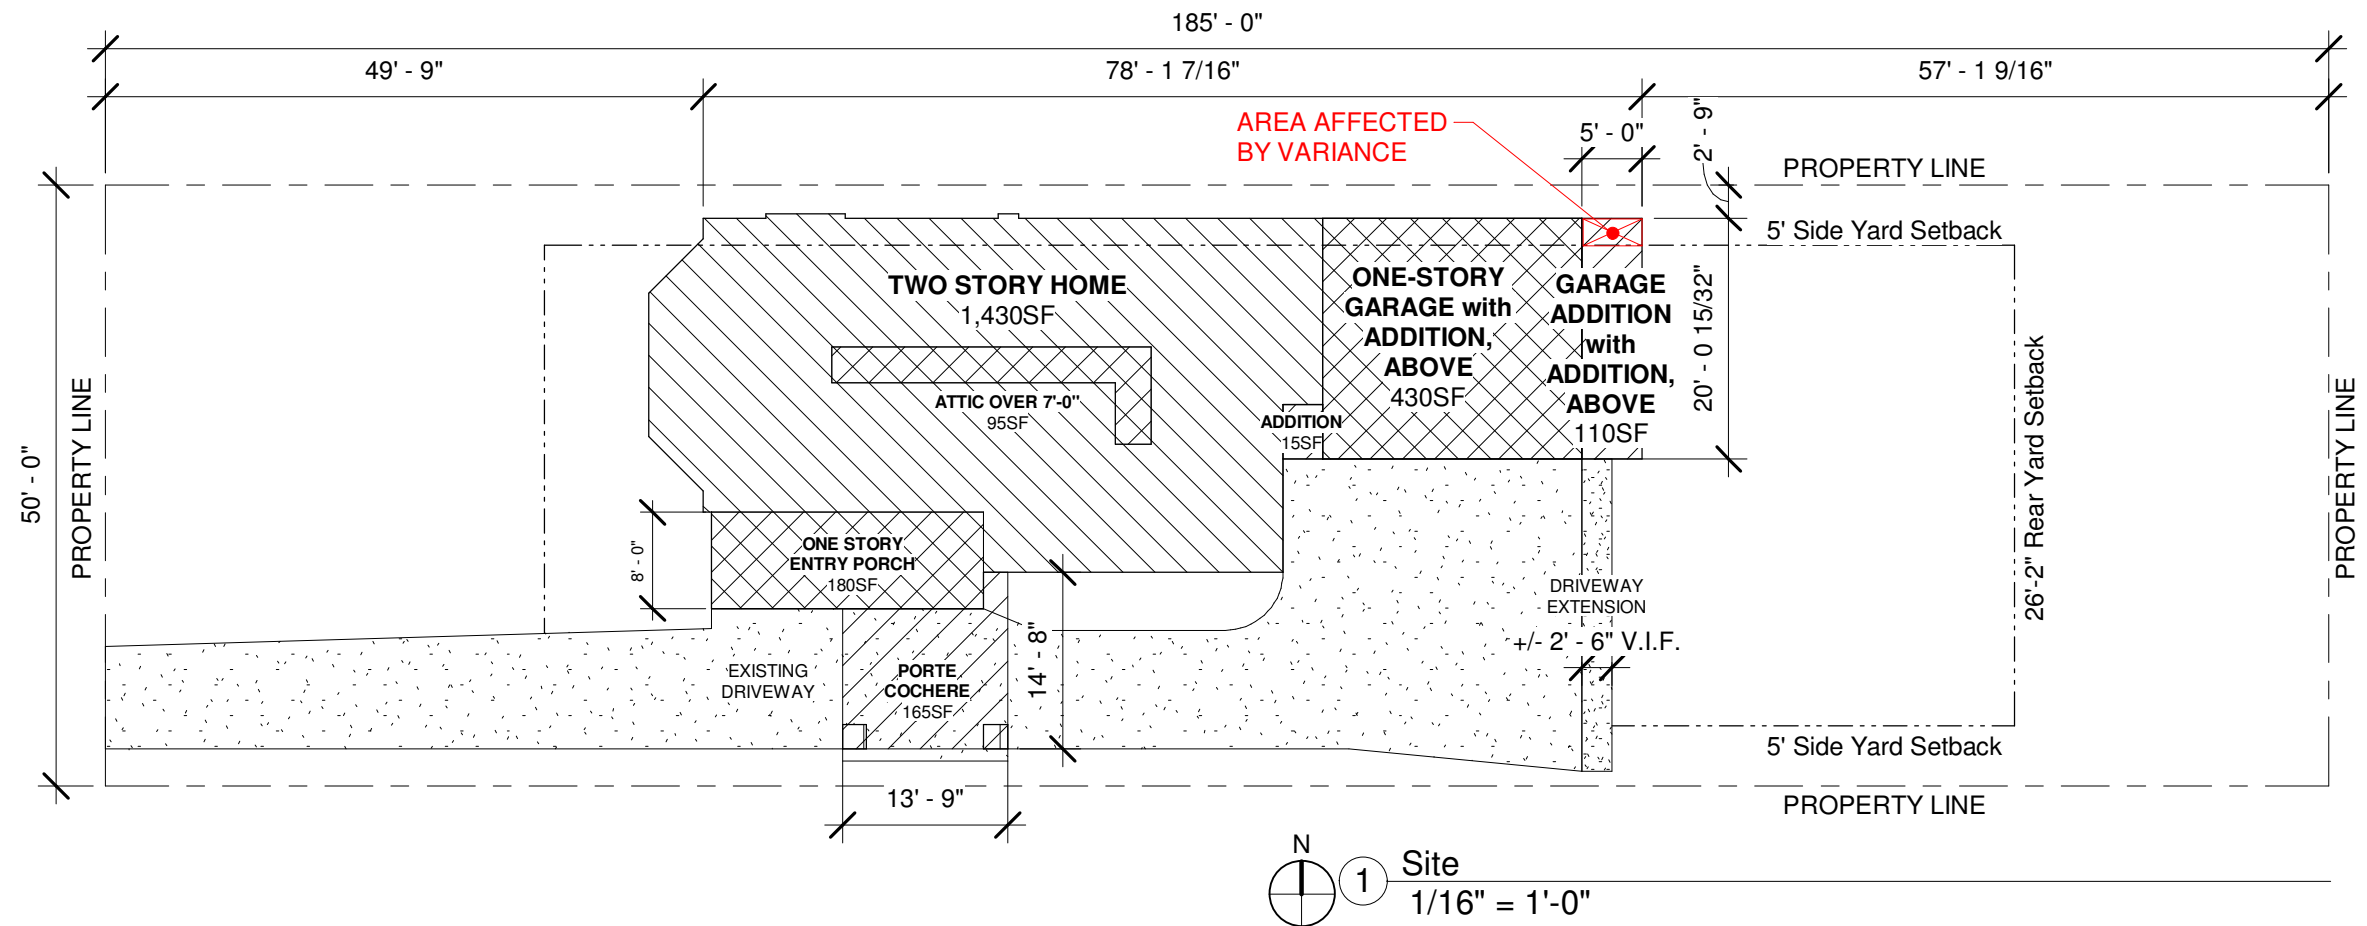 185' - 0"
49' - 9"
78' - 1 7/16"
57' - 1 9/16"
AREA AFFECTED
BY VARIANCE
5' - 0"
2' - 9"
PROPERTY LINE
5' Side Yard Setback
TWO STORY HOME
1,430SF
ONE-STORY
GARAGE with
ADDITION,
ABOVE
430SF
GARAGE
ADDITION
with
ADDITION,
ABOVE
110SF
20' - 0 15/32"
ATTIC OVER 7'-0"
95SF
ADDITION
15SF
50' - 0"
PROPERTY LINE
26'-2" Rear Yard Setback
PROPERTY LINE
8' - 0"
ONE STORY
ENTRY PORCH
180SF
DRIVEWAY
EXTENSION
+/- 2' - 6" V.I.F.
EXISTING
DRIVEWAY
PORTE
COCHERE
165SF
14' - 8"
5' Side Yard Setback
13' - 9"
PROPERTY LINE
N
1
Site
1/16" = 1'-0"